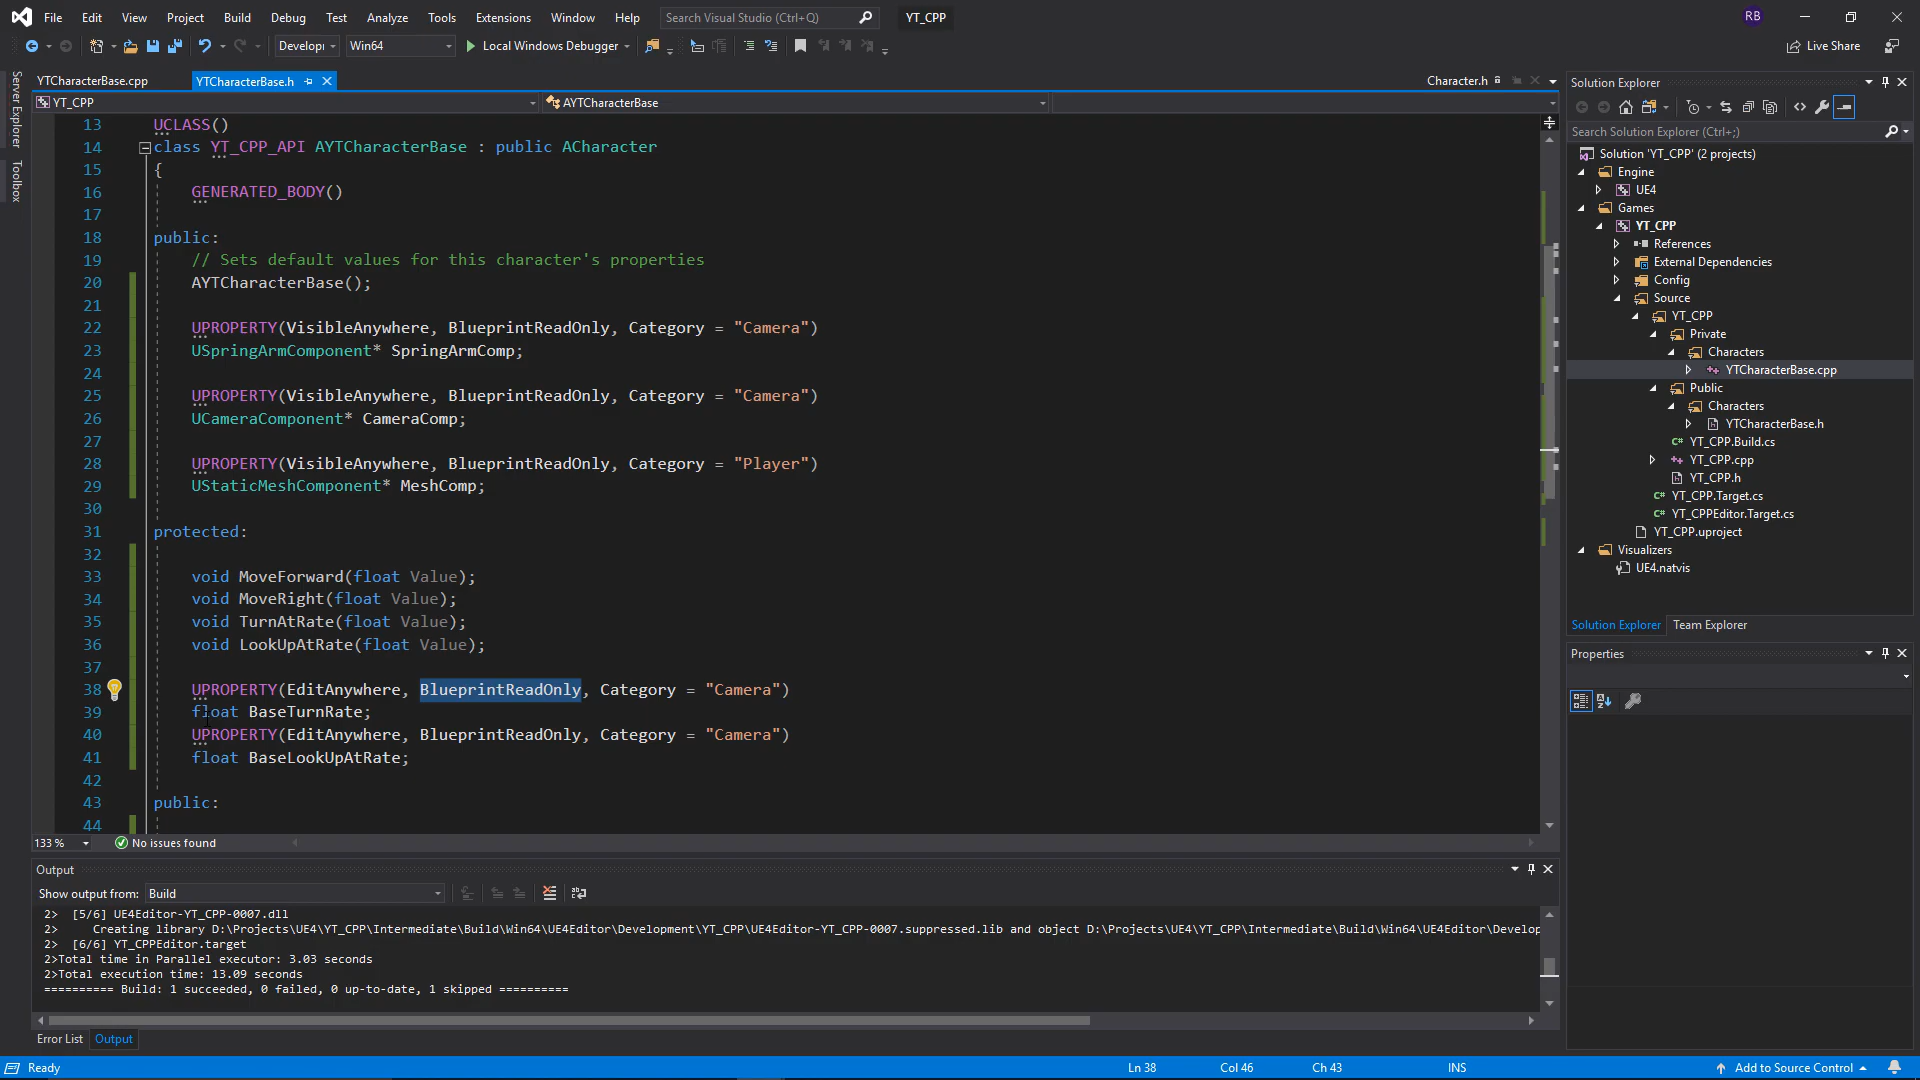 File Edit View Project Build Debug Test Analyze Tools Extensions Window Help Search Visual Studio (Ctrl+Q) YT_CPP RB
Develop Win64 Local Windows Debugger Live Share
Server Explorer
Toolbox
YTCharacterBase.cpp YTCharacterBase.h Character.h
YT_CPP AYTCharacterBase
13 UCLASS()
14 class YT_CPP_API AYTCharacterBase : public ACharacter
15 {
16 GENERATED_BODY()
17
18 public:
19 // Sets default values for this character's properties
20 AYTCharacterBase();
21
22 UPROPERTY(VisibleAnywhere, BlueprintReadOnly, Category = "Camera")
23 USpringArmComponent* SpringArmComp;
24
25 UPROPERTY(VisibleAnywhere, BlueprintReadOnly, Category = "Camera")
26 UCameraComponent* CameraComp;
27
28 UPROPERTY(VisibleAnywhere, BlueprintReadOnly, Category = "Player")
29 UStaticMeshComponent* MeshComp;
30
31 protected:
32
33 void MoveForward(float Value);
34 void MoveRight(float Value);
35 void TurnAtRate(float Value);
36 void LookUpAtRate(float Value);
37
38 UPROPERTY(EditAnywhere, BlueprintReadOnly, Category = "Camera")
39 float BaseTurnRate;
40 UPROPERTY(EditAnywhere, BlueprintReadOnly, Category = "Camera")
41 float BaseLookUpAtRate;
42
43 public:
44
133 % No issues found
Output
Show output from: Build
2> [5/6] UE4Editor-YT_CPP-0007.dll
2> Creating library D:\Projects\UE4\YT_CPP\Intermediate\Build\Win64\UE4Editor\Development\YT_CPP\UE4Editor-YT_CPP-0007.suppressed.lib and object D:\Projects\UE4\YT_CPP\Intermediate\Build\Win64\UE4Editor\Develop
2> [6/6] YT_CPPEditor.target
2>Total time in Parallel executor: 3.03 seconds
2>Total execution time: 13.09 seconds
========== Build: 1 succeeded, 0 failed, 0 up-to-date, 1 skipped ==========
Error List Output
Solution Explorer
Search Solution Explorer (Ctrl+;)
Solution 'YT_CPP' (2 projects)
Engine
UE4
Games
YT_CPP
References
External Dependencies
Config
Source
YT_CPP
Private
Characters
YTCharacterBase.cpp
Public
Characters
YTCharacterBase.h
YT_CPP.Build.cs
YT_CPP.cpp
YT_CPP.h
YT_CPP.Target.cs
YT_CPPEditor.Target.cs
YT_CPP.uproject
Visualizers
UE4.natvis
Solution Explorer Team Explorer
Properties
Ready Ln 38 Col 46 Ch 43 INS Add to Source Control